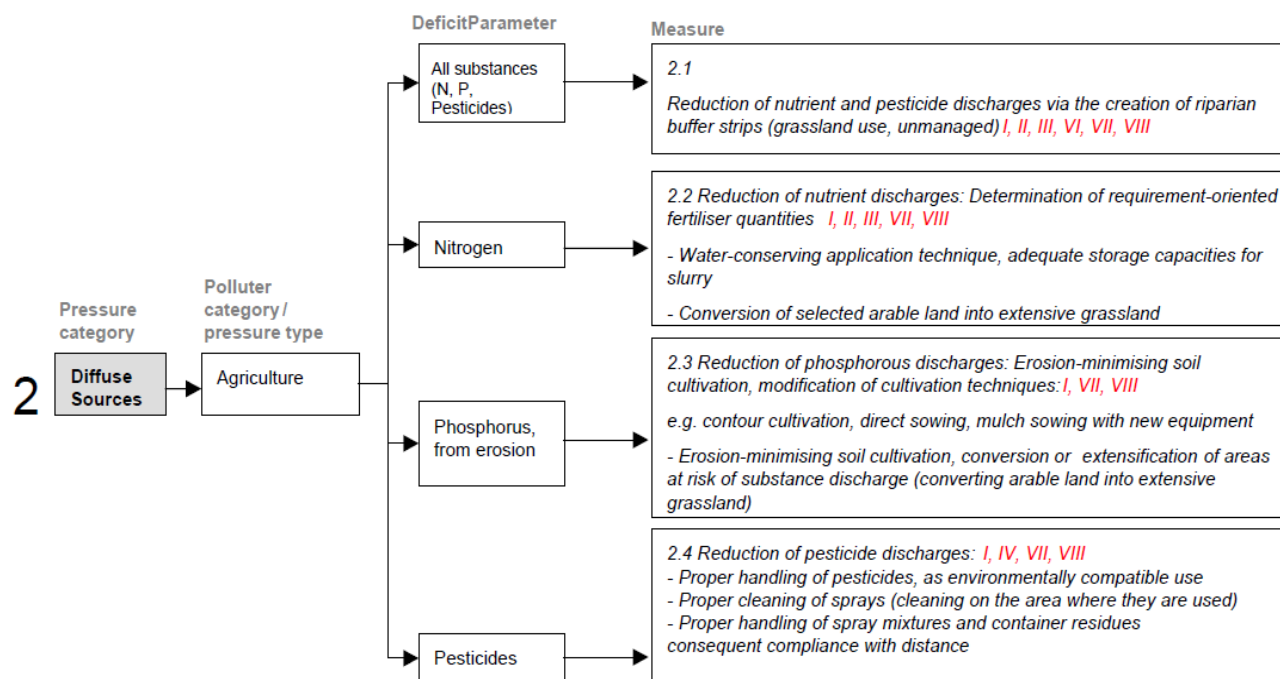 DeficitParameter
Measure
All substances
(N, P,
Pesticides)
2.1
Reduction of nutrient and pesticide discharges via the creation of riparian
buffer strips (grassland use, unmanaged) I, II, III, VI, VII, VIII
2.2 Reduction of nutrient discharges: Determination of requirement-oriented
fertiliser quantities I, II, III, VII, VIII
- Water-conserving application technique, adequate storage capacities for
slurry
- Conversion of selected arable land into extensive grassland
Nitrogen
Pressure
category
Polluter
category/
pressure type
2
Diffuse
Sources
Agriculture
Phosphorus,
from erosion
2.3 Reduction of phosphorous discharges: Erosion-minimising soil
cultivation, modification of cultivation techniques: I, VII, VIII
e.g. contour cultivation, direct sowing, mulch sowing with new equipment
- Erosion-minimising soil cultivation, conversion or extensification of areas
at risk of substance discharge (converting arable land into extensive
grassland)
2.4 Reduction of pesticide discharges: I, IV, VII, VIII
- Proper handling of pesticides, as environmentally compatible use
- Proper cleaning of sprays (cleaning on the area where they are used)
- Proper handling of spray mixtures and container residues
consequent compliance with distance
Pesticides